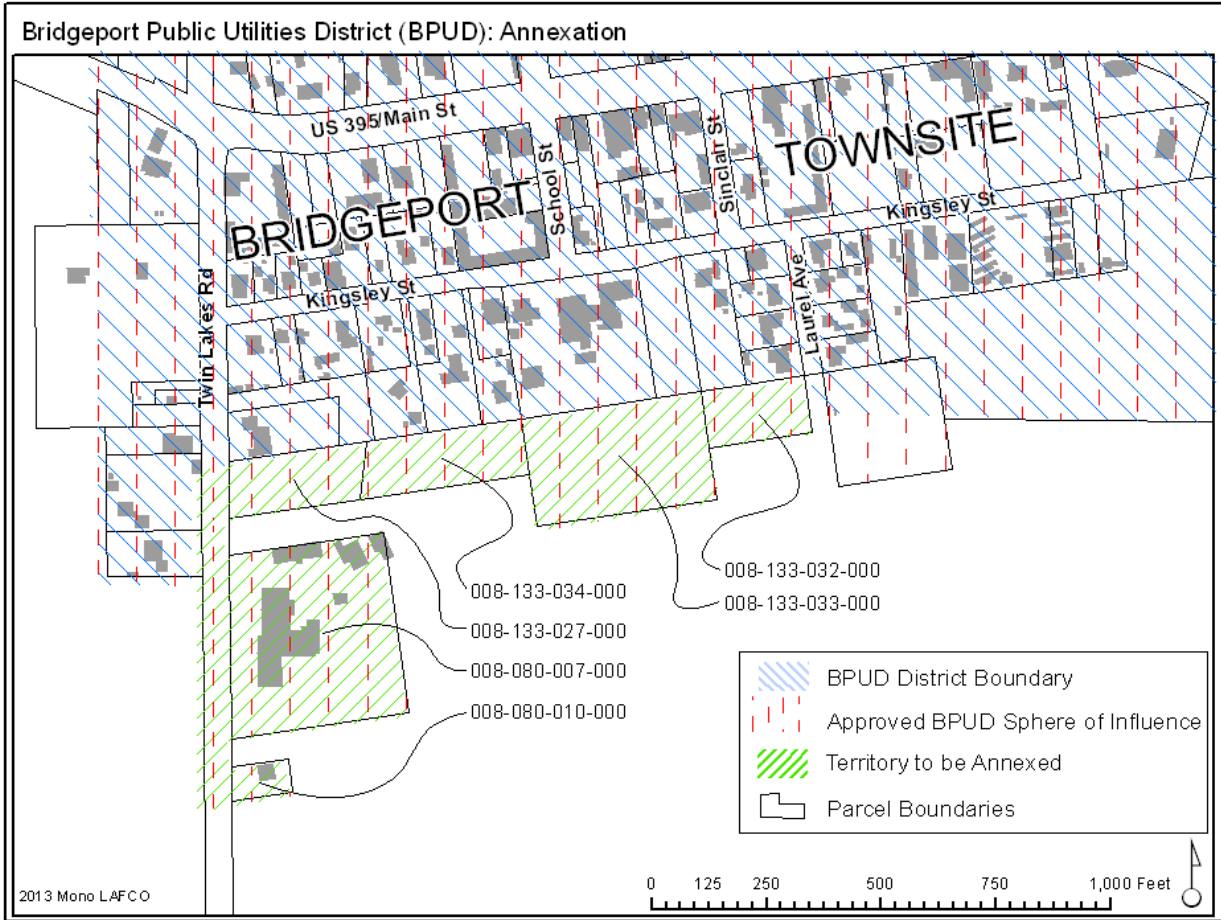 Bridgeport Public Utilities District (BPUD): Annexation
US 395/Main St
BRIDGEPORT
TOWNSITE
School St
Sinclair St
Kingsley St
Kingsley St
Twin Lakes Rd
Laurel Ave
008-133-032-000
008-133-033-000
008-133-034-000
008-133-027-000
008-080-007-000
008-080-010-000
BPUD District Boundary
Approved BPUD Sphere of Influence
Territory to be Annexed
Parcel Boundaries
2013 Mono LAFCO
0 125 250 500 750 1,000 Feet